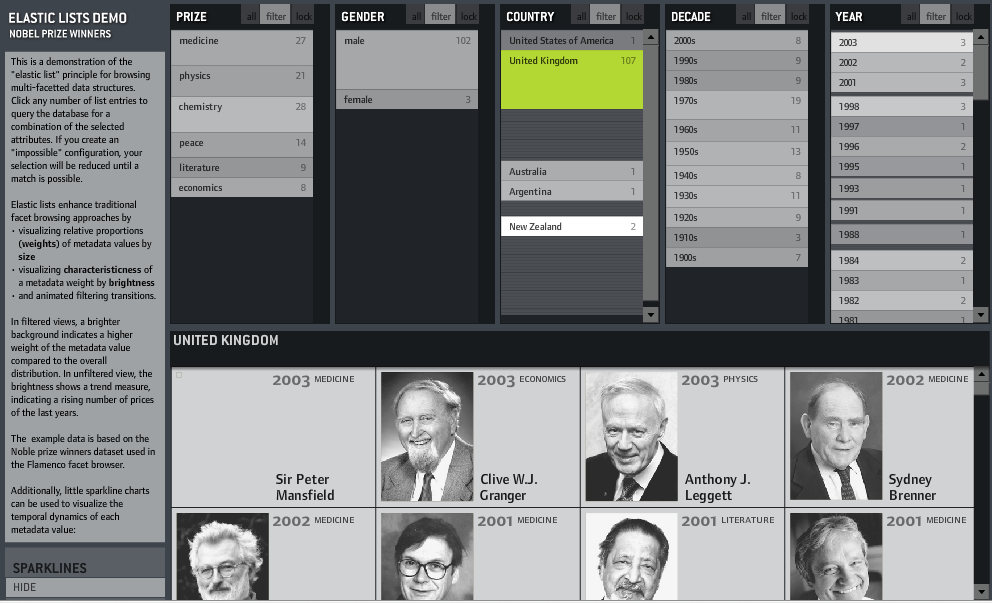 ELASTIC LISTS DEMO
NOBEL PRIZE WINNERS
This is a demonstration of the
"elastic list" principle for browsing
multi-facetted data structures.
Click any number of list entries to
query the database for a
combination of the selected
attributes. If you create an
"impossible" configuration, your
selection will be reduced until a
match is possible.
Elastic lists enhance traditional
facet browsing approaches by
• visualizing relative proportions
(weights) of metadata values by
size
• visualizing characteristicness of
a metadata weight by brightness
• and animated filtering transitions.
In filtered views, a brighter
background indicates a higher
weight of the metadata value
compared to the overall
distribution. In unfiltered view, the
brightness shows a trend measure,
indicating a rising number of prizes
of the last years.
The example data is based on the
Noble prize winners dataset used in
the Flamenco facet browser.
Additionally, little sparkline charts
can be used to visualize the
temporal dynamics of each
metadata value:
SPARKLINES
HIDE
PRIZE all filter lock
medicine 27
physics 21
chemistry 28
peace 14
literature 9
economics 8
GENDER all filter lock
male 102
female 3
COUNTRY all filter lock
United States of America 1
United Kingdom 107
Australia 1
Argentina 1
New Zealand 2
DECADE all filter lock
2000s 8
1990s 9
1980s 9
1970s 19
1960s 11
1950s 13
1940s 8
1930s 11
1920s 9
1910s 3
1900s 7
YEAR all filter lock
2003 3
2002 2
2001 3
1998 3
1997 1
1996 2
1995 1
1993 1
1991 1
1988 1
1984 2
1983 1
1982 2
1981 1
UNITED KINGDOM
2003 MEDICINE
Sir Peter
Mansfield
2003 ECONOMICS
Clive W.J.
Granger
2003 PHYSICS
Anthony J.
Leggett
2002 MEDICINE
Sydney
Brenner
2002 MEDICINE
2001 MEDICINE
2001 LITERATURE
2001 MEDICINE